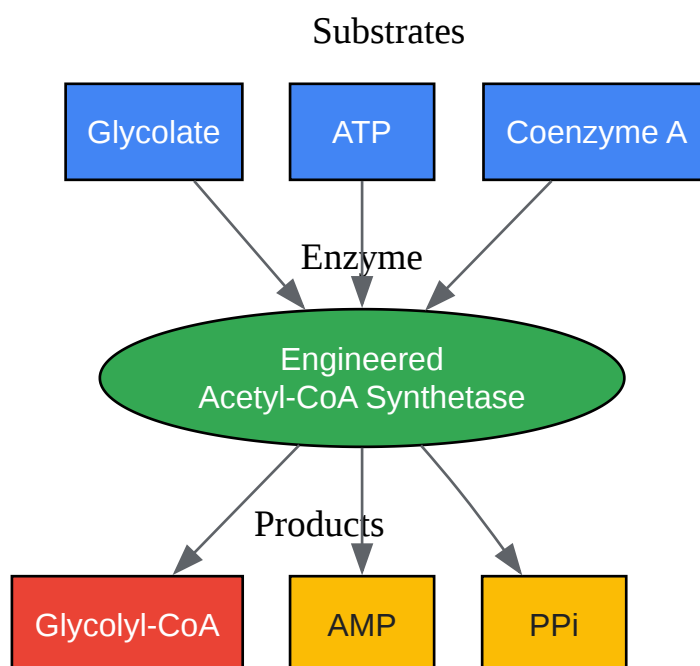 Substrates
Glycolate
ATP
Coenzyme A
Enzyme
Engineered
Acetyl-CoA Synthetase
Products
Glycolyl-CoA
AMP
PPi